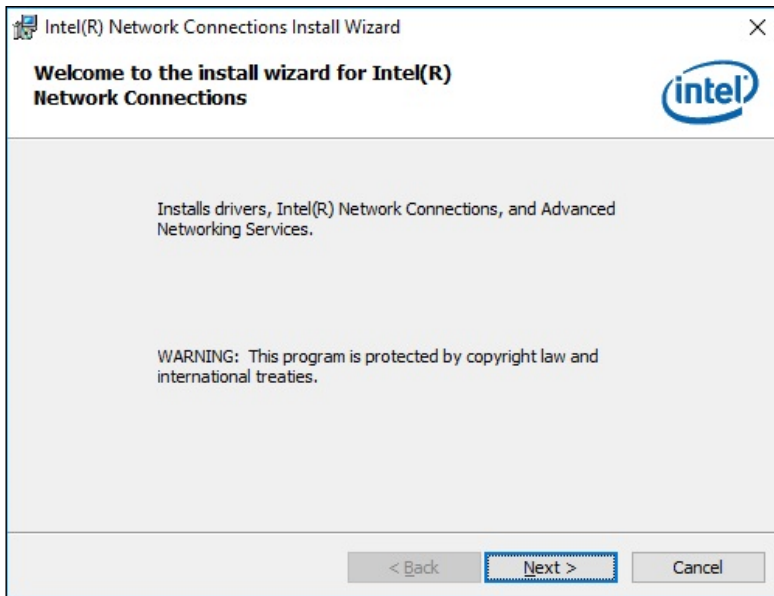 Intel(R) Network Connections Install Wizard
Welcome to the install wizard for Intel(R)
Network Connections
intel
Installs drivers, Intel(R) Network Connections, and Advanced
Networking Services.
WARNING:  This program is protected by copyright law and
international treaties.
< Back
Next >
Cancel